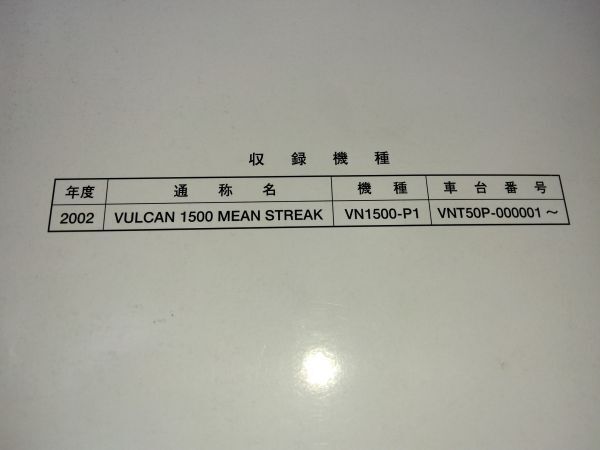 収録機種
年度 通称名 機種 車台番号
2002 VULCAN 1500 MEAN STREAK VN1500-P1 VNT50P-000001～